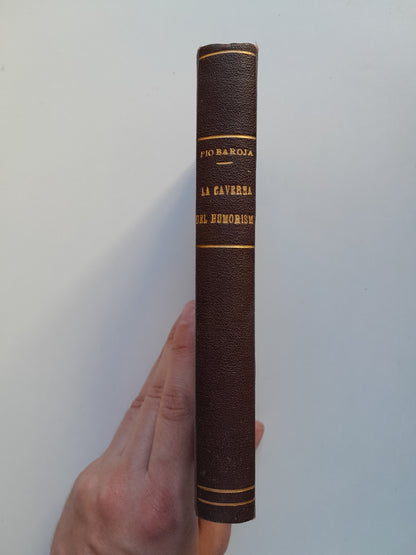 PIO BAROJA
LA CAVERNA
DEL HUMORISM